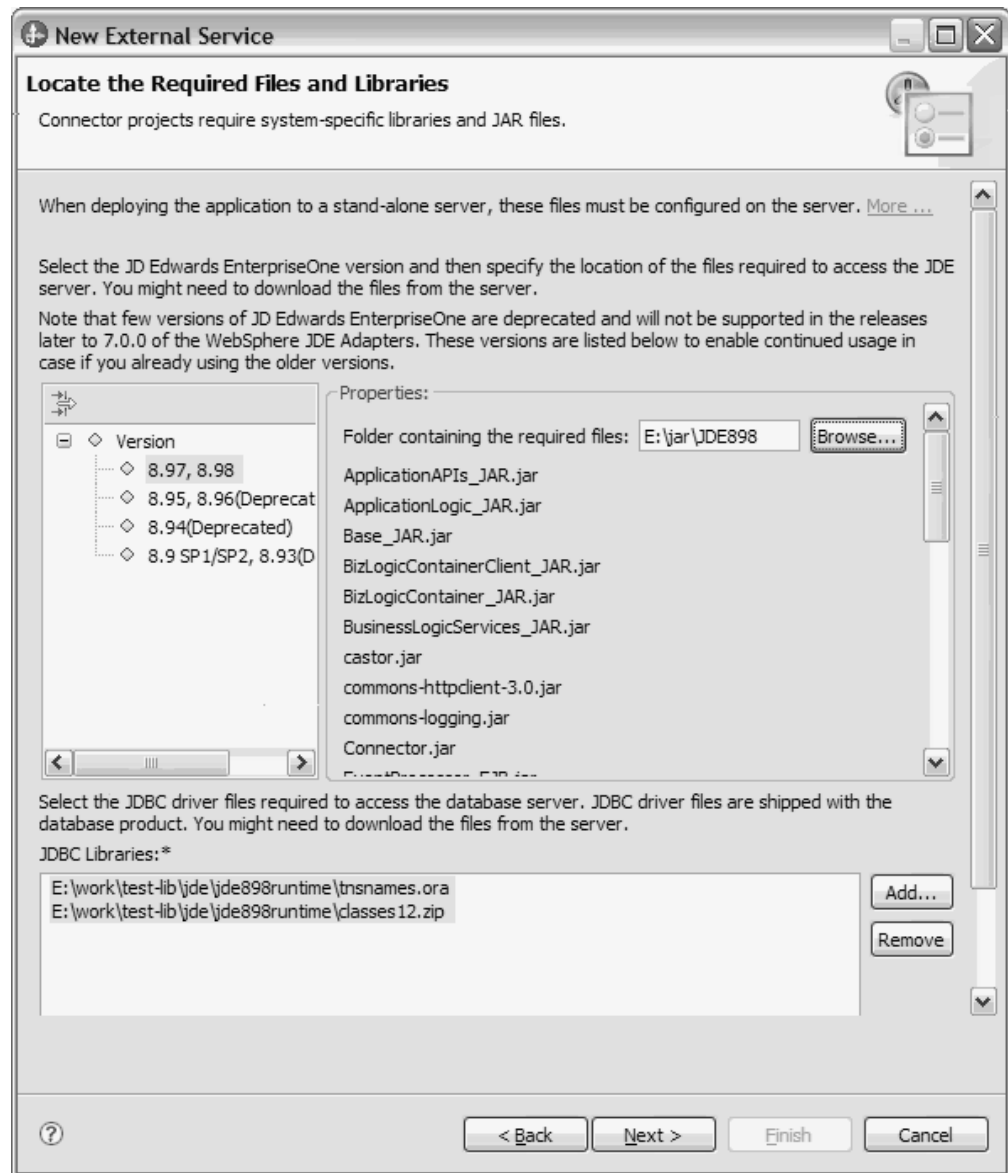 New External Service
Locate the Required Files and Libraries
Connector projects require system-specific libraries and JAR files.
When deploying the application to a stand-alone server, these files must be configured on the server. More ...
Select the JD Edwards EnterpriseOne version and then specify the location of the files required to access the JDE
server. You might need to download the files from the server.
Note that few versions of JD Edwards EnterpriseOne are deprecated and will not be supported in the releases
later to 7.0.0 of the WebSphere JDE Adapters. These versions are listed below to enable continued usage in
case if you already using the older versions.
Version
8.97, 8.98
8.95, 8.96(Deprecat
8.94(Deprecated)
8.9 SP1/SP2, 8.93(D
Properties:
Folder containing the required files: E:\jar\JDE898 Browse...
ApplicationAPIs_JAR.jar
ApplicationLogic_JAR.jar
Base_JAR.jar
BizLogicContainerClient_JAR.jar
BizLogicContainer_JAR.jar
BusinessLogicServices_JAR.jar
castor.jar
commons-httpclient-3.0.jar
commons-logging.jar
Connector.jar
Select the JDBC driver files required to access the database server. JDBC driver files are shipped with the
database product. You might need to download the files from the server.
JDBC Libraries:*
E:\work\test-lib\jde\jde898runtime\tnsnames.ora
E:\work\test-lib\jde\jde898runtime\classes12.zip
Add...
Remove
< Back Next > Finish Cancel